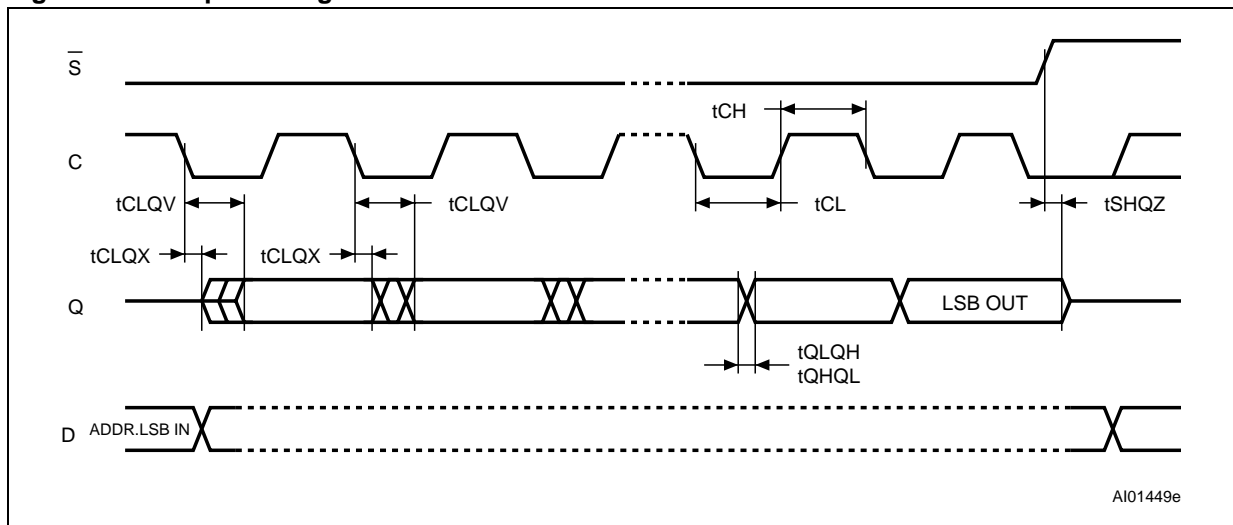 S
tCH
C
tCLQV
tCLQV
tCL
tSHQZ
tCLQX
tCLQX
Q
LSB OUT
tQLQH
tQHQL
D
ADDR.LSB IN
AI01449e